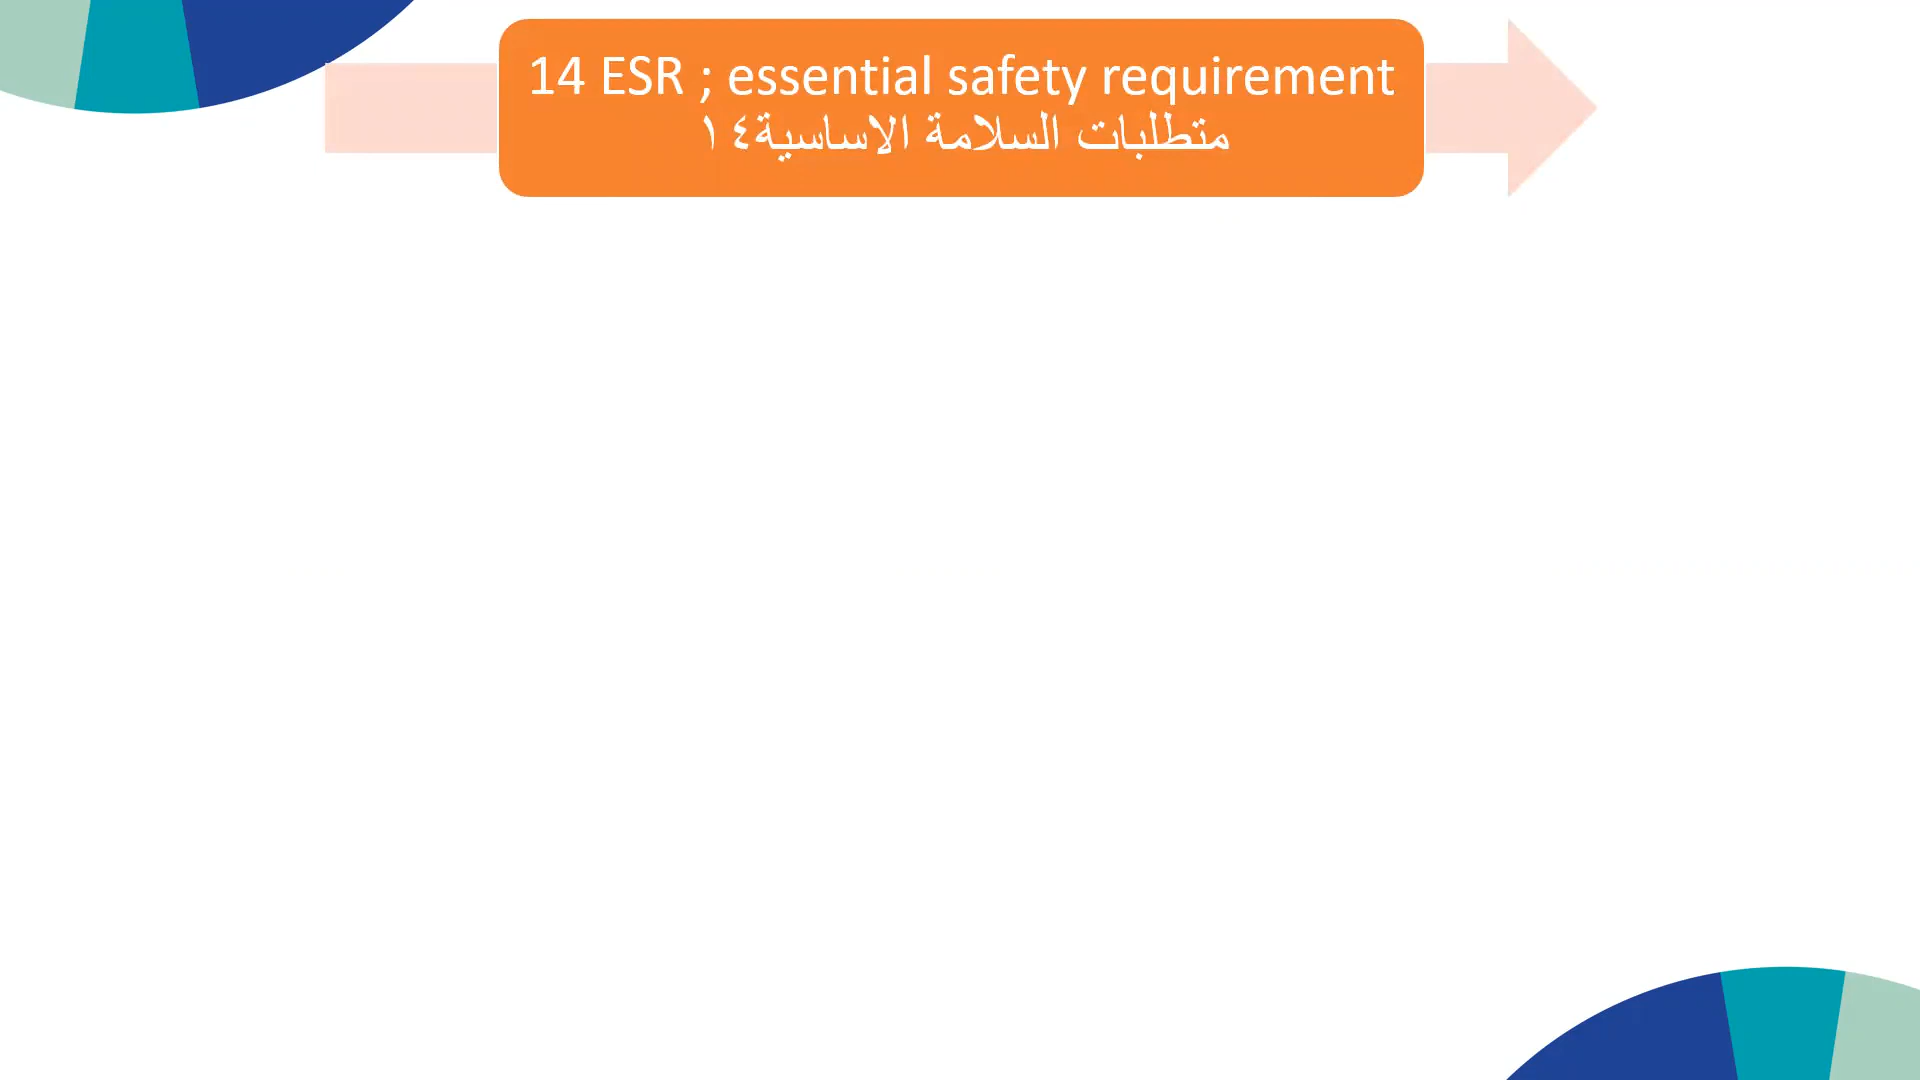 14 ESR ; essential safety requirement
متطلبات السلامة الاساسية١٤